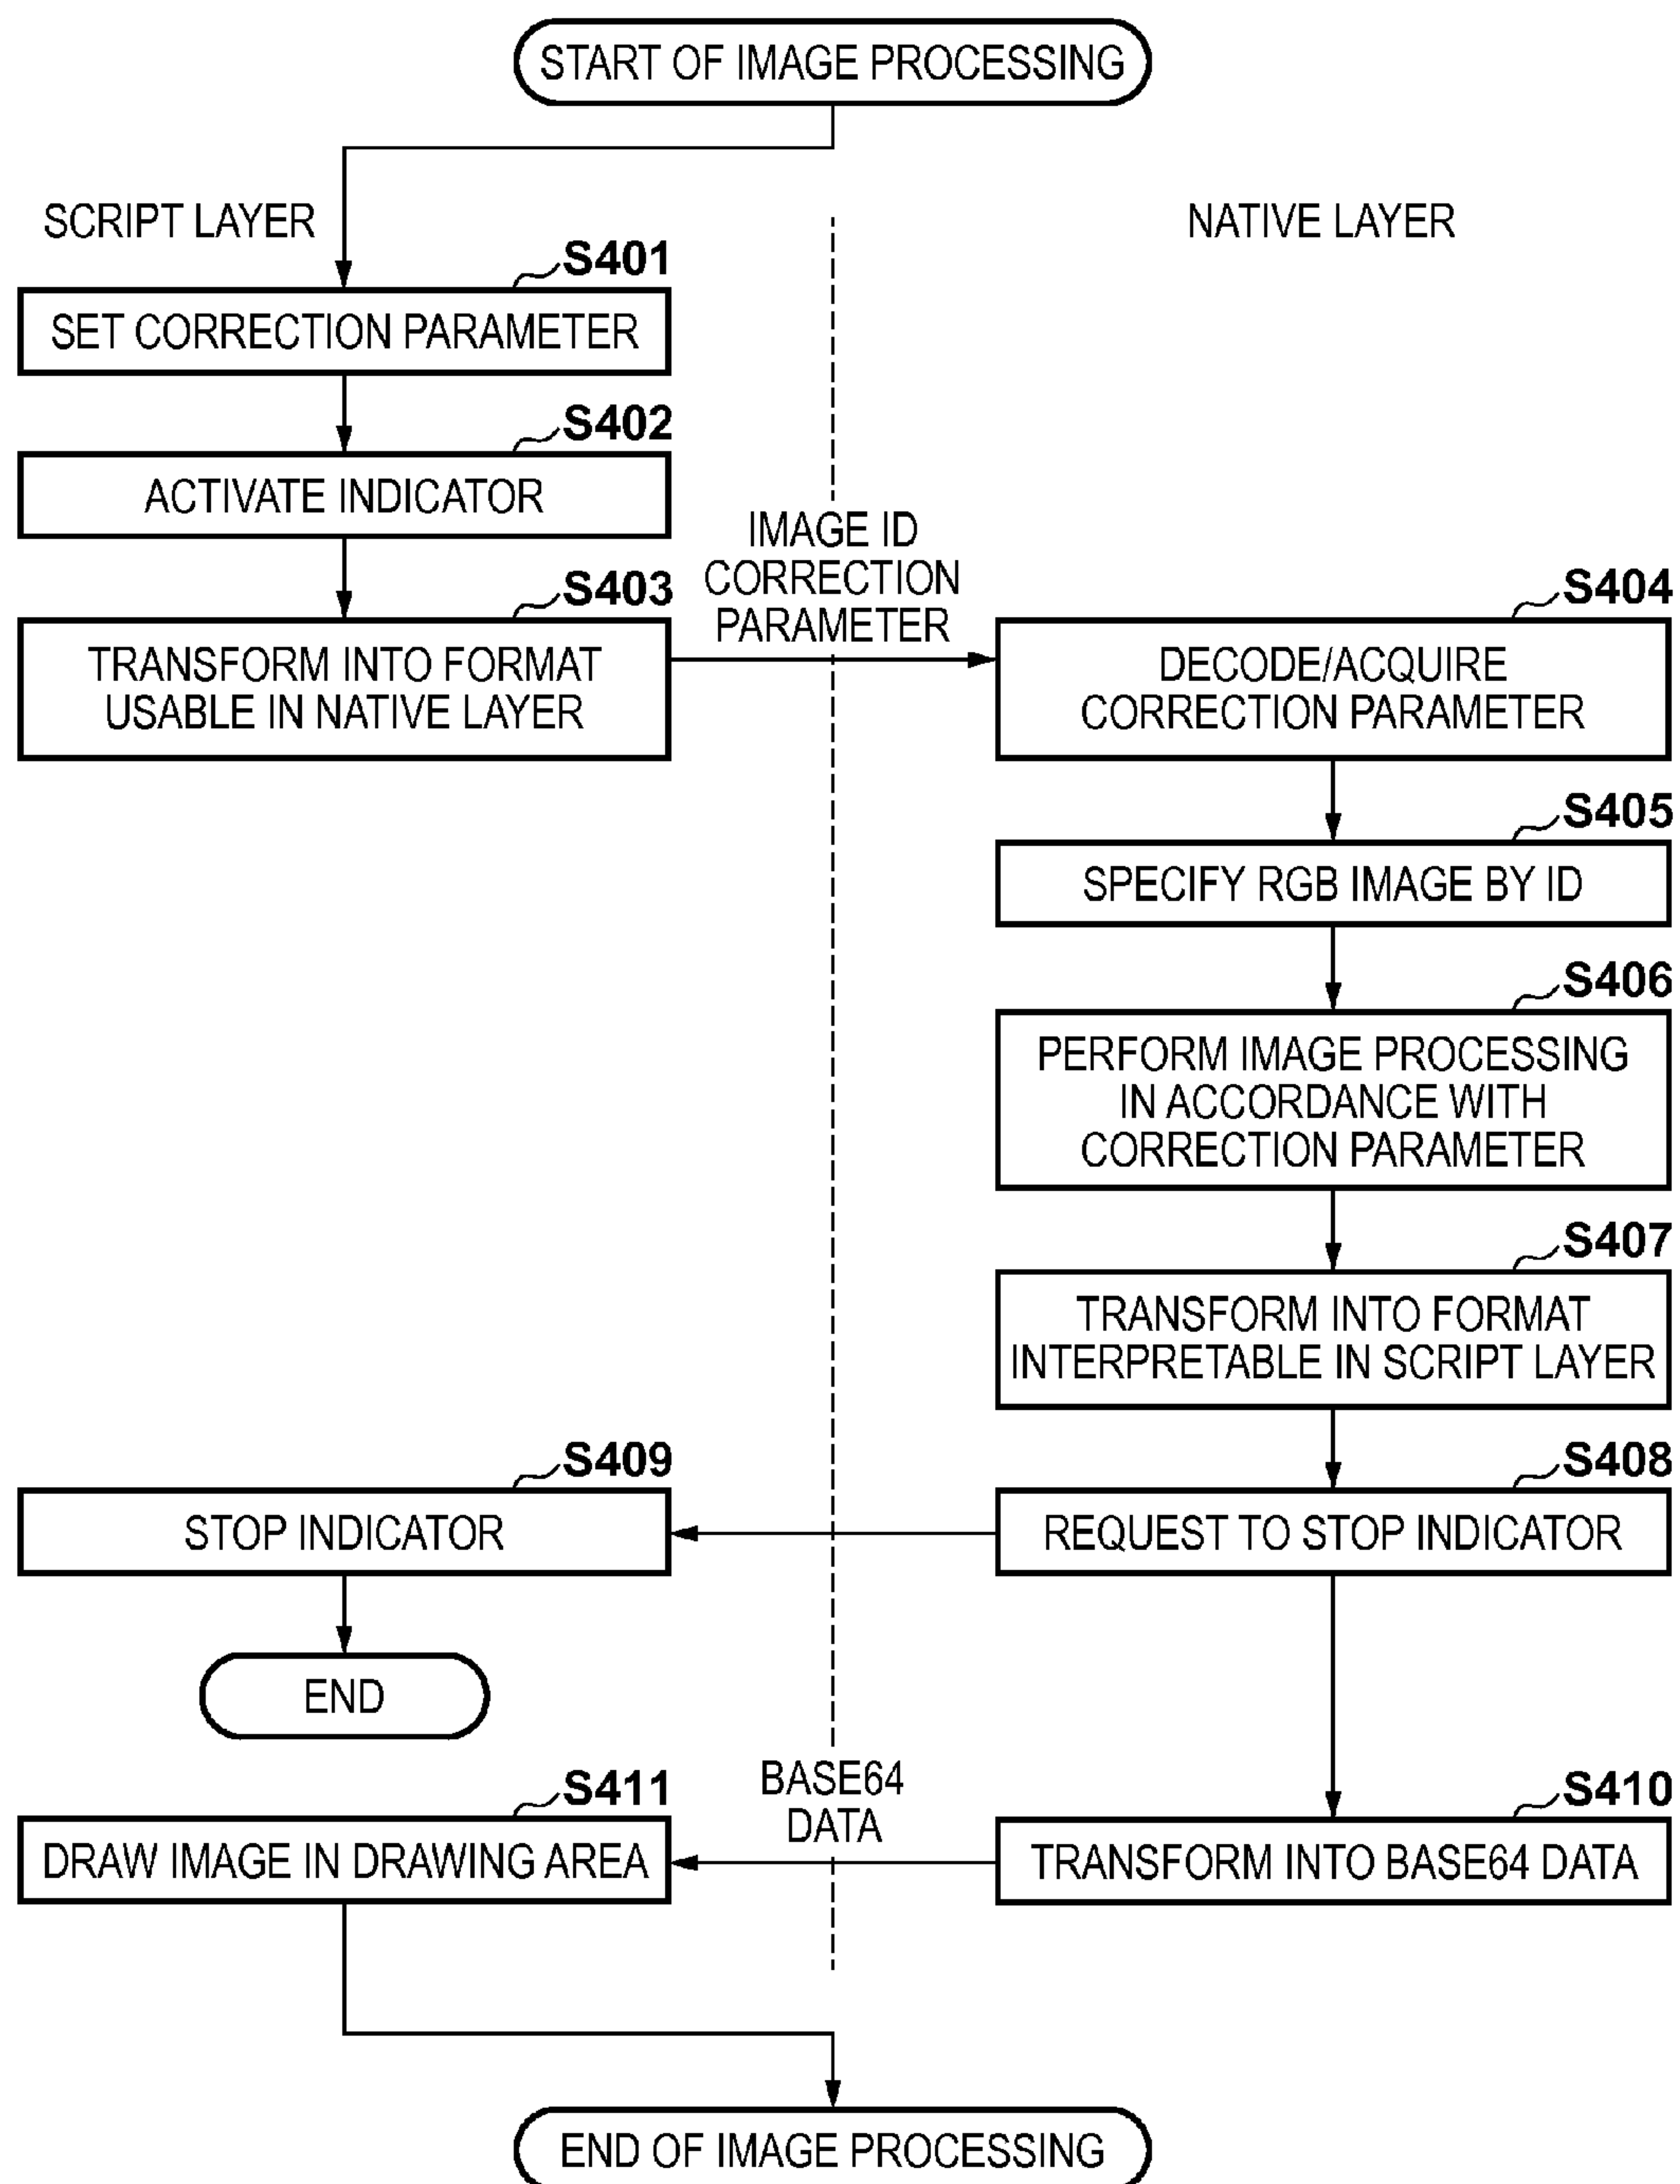 START OF IMAGE PROCESSING
SCRIPT LAYER
NATIVE LAYER
S401
SET CORRECTION PARAMETER
S402
ACTIVATE INDICATOR
S403
TRANSFORM INTO FORMAT
USABLE IN NATIVE LAYER
IMAGE ID
CORRECTION
PARAMETER
S404
DECODE/ACQUIRE
CORRECTION PARAMETER
S405
SPECIFY RGB IMAGE BY ID
S406
PERFORM IMAGE PROCESSING
IN ACCORDANCE WITH
CORRECTION PARAMETER
S407
TRANSFORM INTO FORMAT
INTERPRETABLE IN SCRIPT LAYER
S408
REQUEST TO STOP INDICATOR
S409
STOP INDICATOR
END
S410
TRANSFORM INTO BASE64 DATA
BASE64
DATA
S411
DRAW IMAGE IN DRAWING AREA
END OF IMAGE PROCESSING